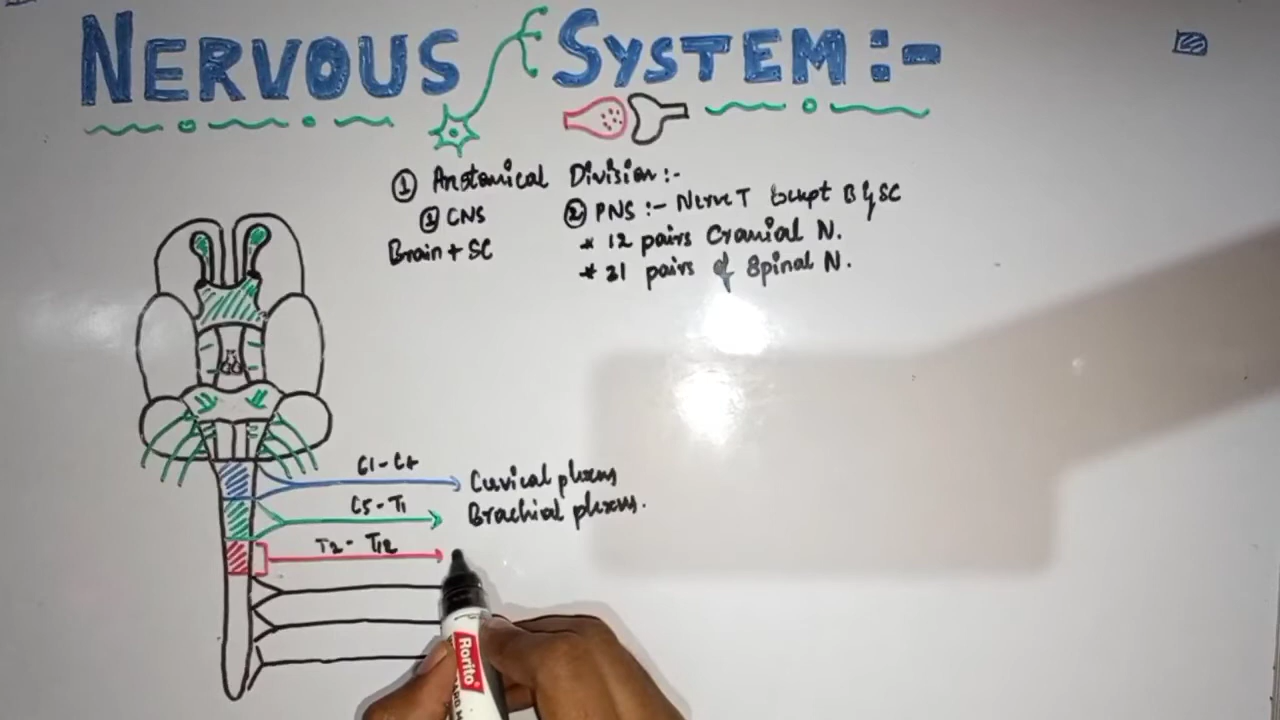 NERVOUS SYSTEM :-
① Anatomical Division :-
① CNS
Brain + SC
② PNS :- Nerve T Except B & SC
* 12 pairs Cranial N.
* 31 pairs of Spinal N.
C1 - C4
Cervical plexus
C5 - T1
Brachial plexus.
T2 - T12
Rorito